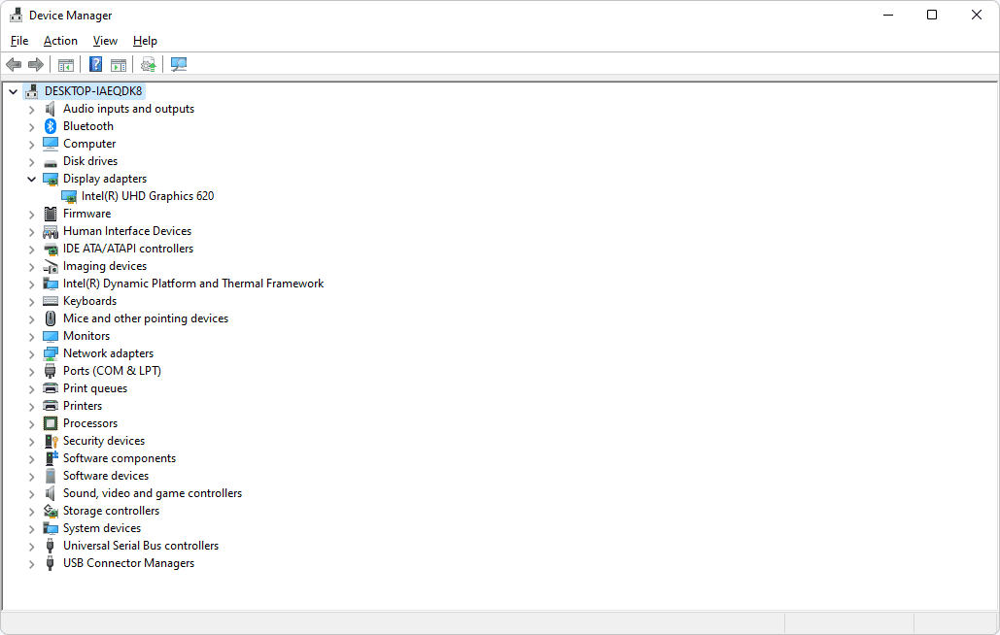 Device Manager
File Action View Help
DESKTOP-IAEQDK8
Audio inputs and outputs
Bluetooth
Computer
Disk drives
Display adapters
Intel(R) UHD Graphics 620
Firmware
Human Interface Devices
IDE ATA/ATAPI controllers
Imaging devices
Intel(R) Dynamic Platform and Thermal Framework
Keyboards
Mice and other pointing devices
Monitors
Network adapters
Ports (COM & LPT)
Print queues
Printers
Processors
Security devices
Software components
Software devices
Sound, video and game controllers
Storage controllers
System devices
Universal Serial Bus controllers
USB Connector Managers